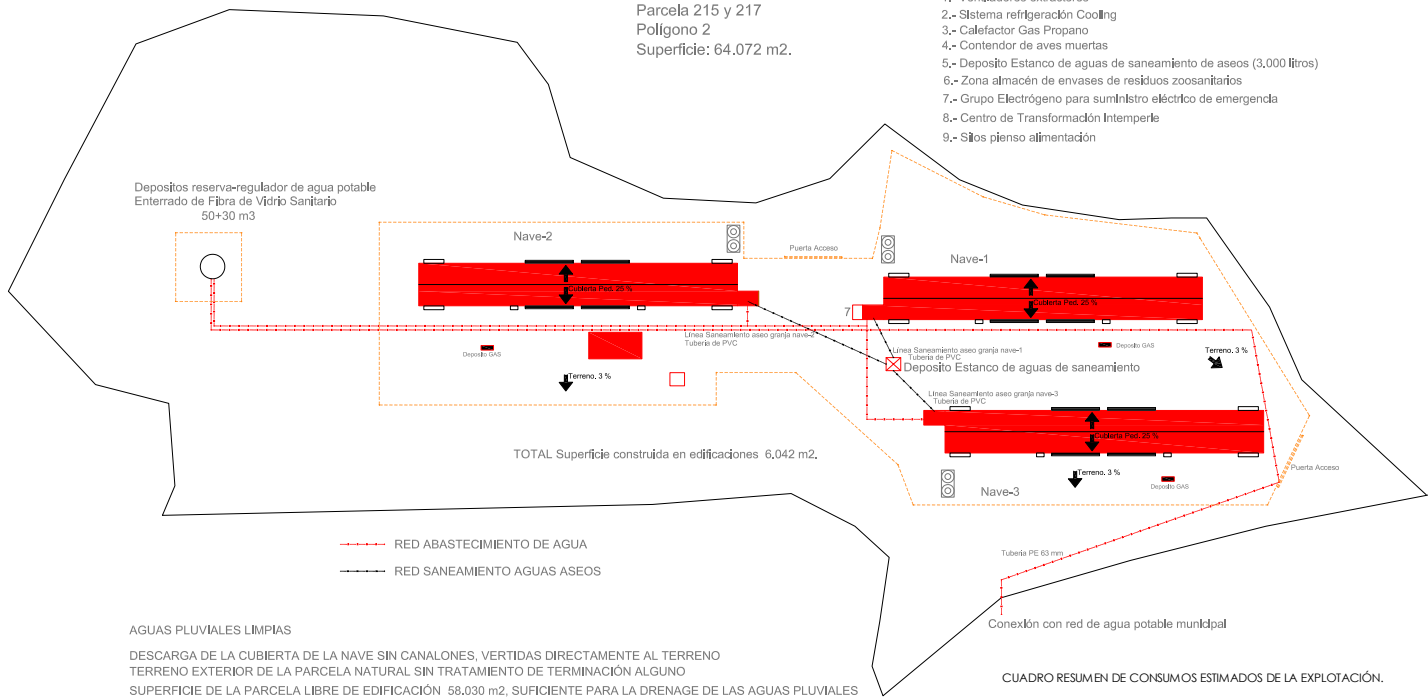 Parcela 215 y 217
Polígono 2
Superficie: 64.072 m2.
2.- Sistema refrigeración Cooling
3.- Calefactor Gas Propano
4.- Contendor de aves muertas
5.- Deposito Estanco de aguas de saneamiento de aseos (3.000 litros)
6.- Zona almacén de envases de residuos zoosanitarios
7.- Grupo Electrógeno para suministro eléctrico de emergencia
8.- Centro de Transformación Intemperie
9.- Silos pienso alimentación
Depositos reserva-regulador de agua potable
Enterrado de Fibra de Vidrio Sanitario
50+30 m3
Nave-2
Puerta Acceso
Nave-1
Cubierta Ped. 25 %
Cubierta Ped. 25 %
7
Línea Saneamiento aseo granja nave-2
Tubería de PVC
Deposito GAS
Terreno. 3 %
Línea Saneamiento aseo granja nave-1
Tubería de PVC
Deposito Estanco de aguas de saneamiento
Deposito GAS
Terreno. 3 %
Línea Saneamiento aseo granja nave-3
Tubería de PVC
Cubierta Ped. 25 %
TOTAL Superficie construida en edificaciones 6.042 m2.
Terreno. 3 %
Deposito GAS
Puerta Acceso
Nave-3
RED ABASTECIMIENTO DE AGUA
RED SANEAMIENTO AGUAS ASEOS
Tuberia PE 63 mm
Conexión con red de agua potable municipal
AGUAS PLUVIALES LIMPIAS
DESCARGA DE LA CUBIERTA DE LA NAVE SIN CANALONES, VERTIDAS DIRECTAMENTE AL TERRENO
TERRENO EXTERIOR DE LA PARCELA NATURAL SIN TRATAMIENTO DE TERMINACIÓN ALGUNO
SUPERFICIE DE LA PARCELA LIBRE DE EDIFICACIÓN 58.030 m2, SUFICIENTE PARA LA DRENAGE DE LAS AGUAS PLUVIALES
CUADRO RESUMEN DE CONSUMOS ESTIMADOS DE LA EXPLOTACIÓN.